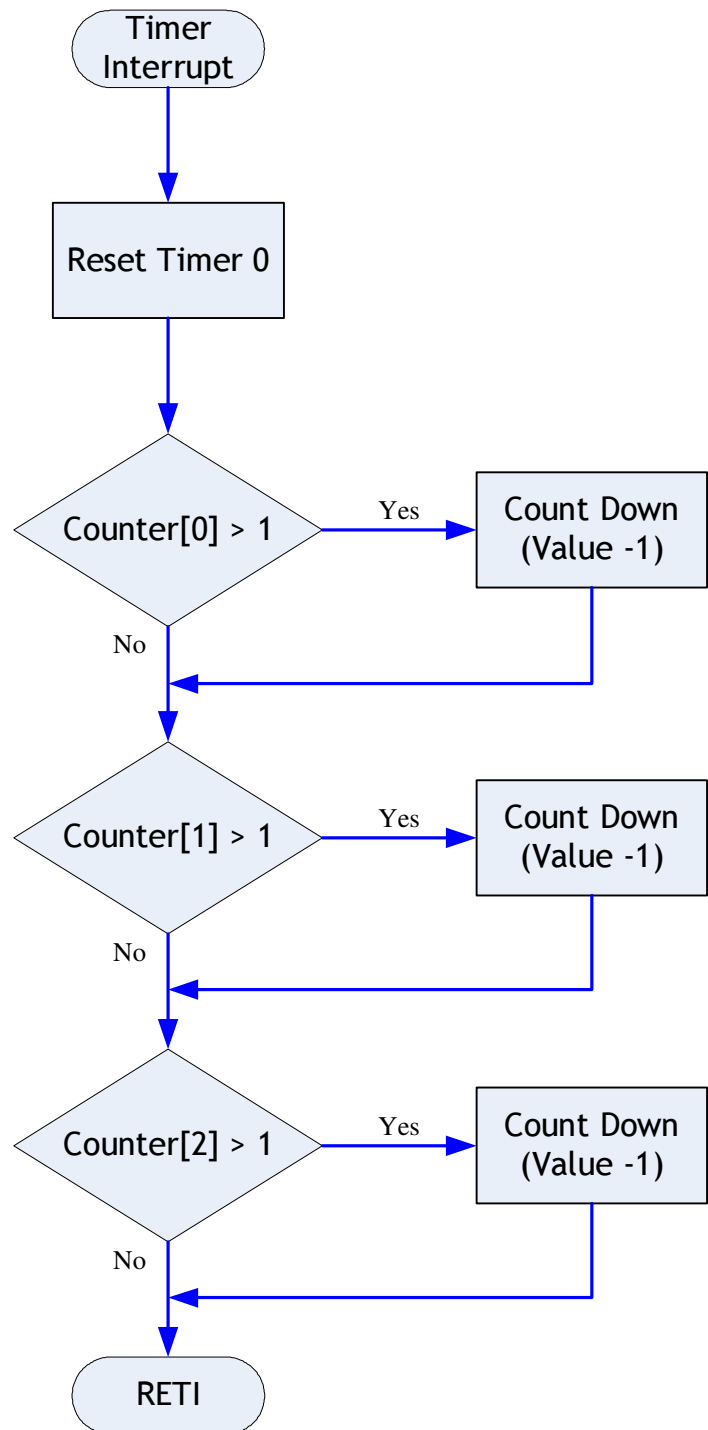 Timer
Interrupt
Reset Timer 0
Counter[0] > 1
Yes
Count Down
(Value -1)
No
Counter[1] > 1
Yes
Count Down
(Value -1)
No
Counter[2] > 1
Yes
Count Down
(Value -1)
No
RETI